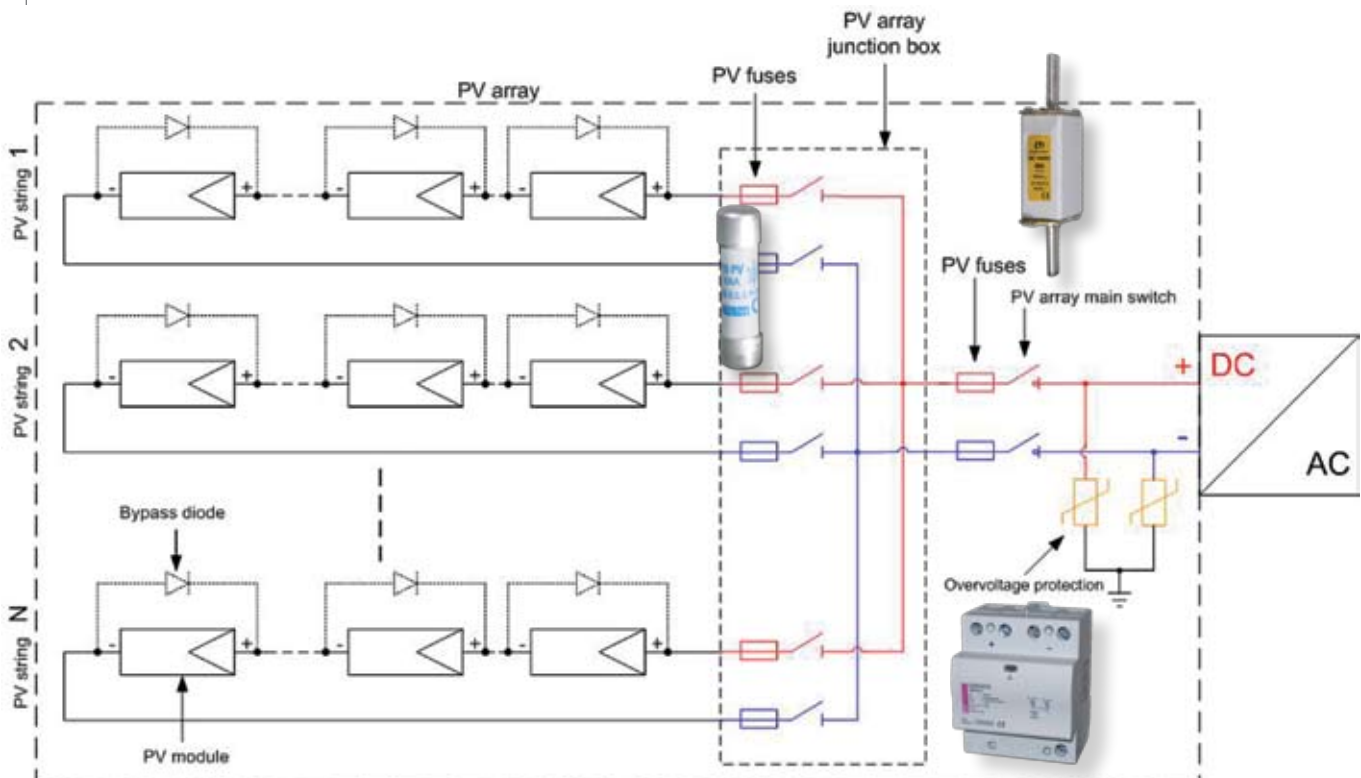 PV array
junction box
PV fuses
PV array
PV string 1
- + - + - +
PV fuses
PV array main switch
PV string 2
- + - + - +
+ DC
-
AC
Bypass diode
Overvoltage protection
PV string N
- + - + - +
PV module